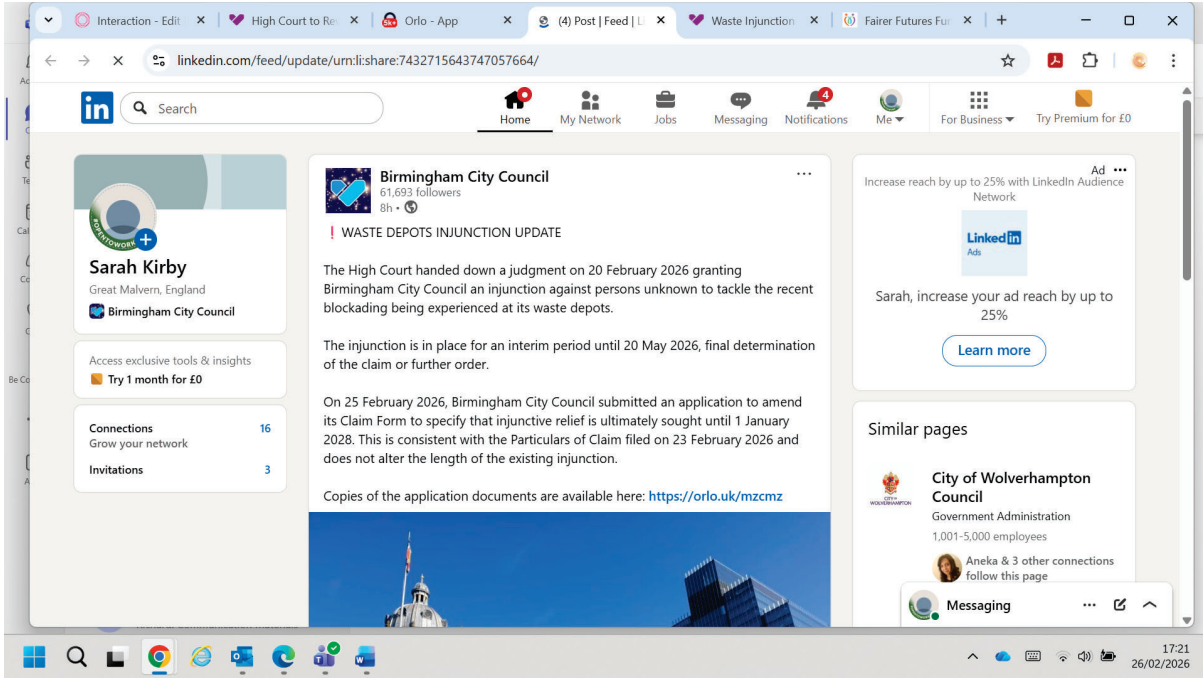 Interaction - Edit
High Court to Re
Orlo - App
(4) Post | Feed | L
Waste Injunction
Fairer Futures Fu
linkedin.com/feed/update/urn:li:share:7432715643747057664/
in
Search
Home
My Network
Jobs
Messaging
4
Notifications
Me
For Business
Try Premium for £0
#OPENTOWORK
Sarah Kirby
Great Malvern, England
Birmingham City Council
Access exclusive tools & insights
Try 1 month for £0
Connections 16
Grow your network
Invitations 3
Birmingham City Council
61,693 followers
8h •
❗ WASTE DEPOTS INJUNCTION UPDATE
The High Court handed down a judgment on 20 February 2026 granting
Birmingham City Council an injunction against persons unknown to tackle the recent
blockading being experienced at its waste depots.
The injunction is in place for an interim period until 20 May 2026, final determination
of the claim or further order.
On 25 February 2026, Birmingham City Council submitted an application to amend
its Claim Form to specify that injunctive relief is ultimately sought until 1 January
2028. This is consistent with the Particulars of Claim filed on 23 February 2026 and
does not alter the length of the existing injunction.
Copies of the application documents are available here: https://orlo.uk/mzcmz
Ad
Increase reach by up to 25% with LinkedIn Audience
Network
Linked in
Ads
Sarah, increase your ad reach by up to
25%
Learn more
Similar pages
CITY OF
WOLVERHAMPTON
COUNCIL
City of Wolverhampton
Council
Government Administration
1,001-5,000 employees
Aneka & 3 other connections
follow this page
Messaging
17:21
26/02/2026